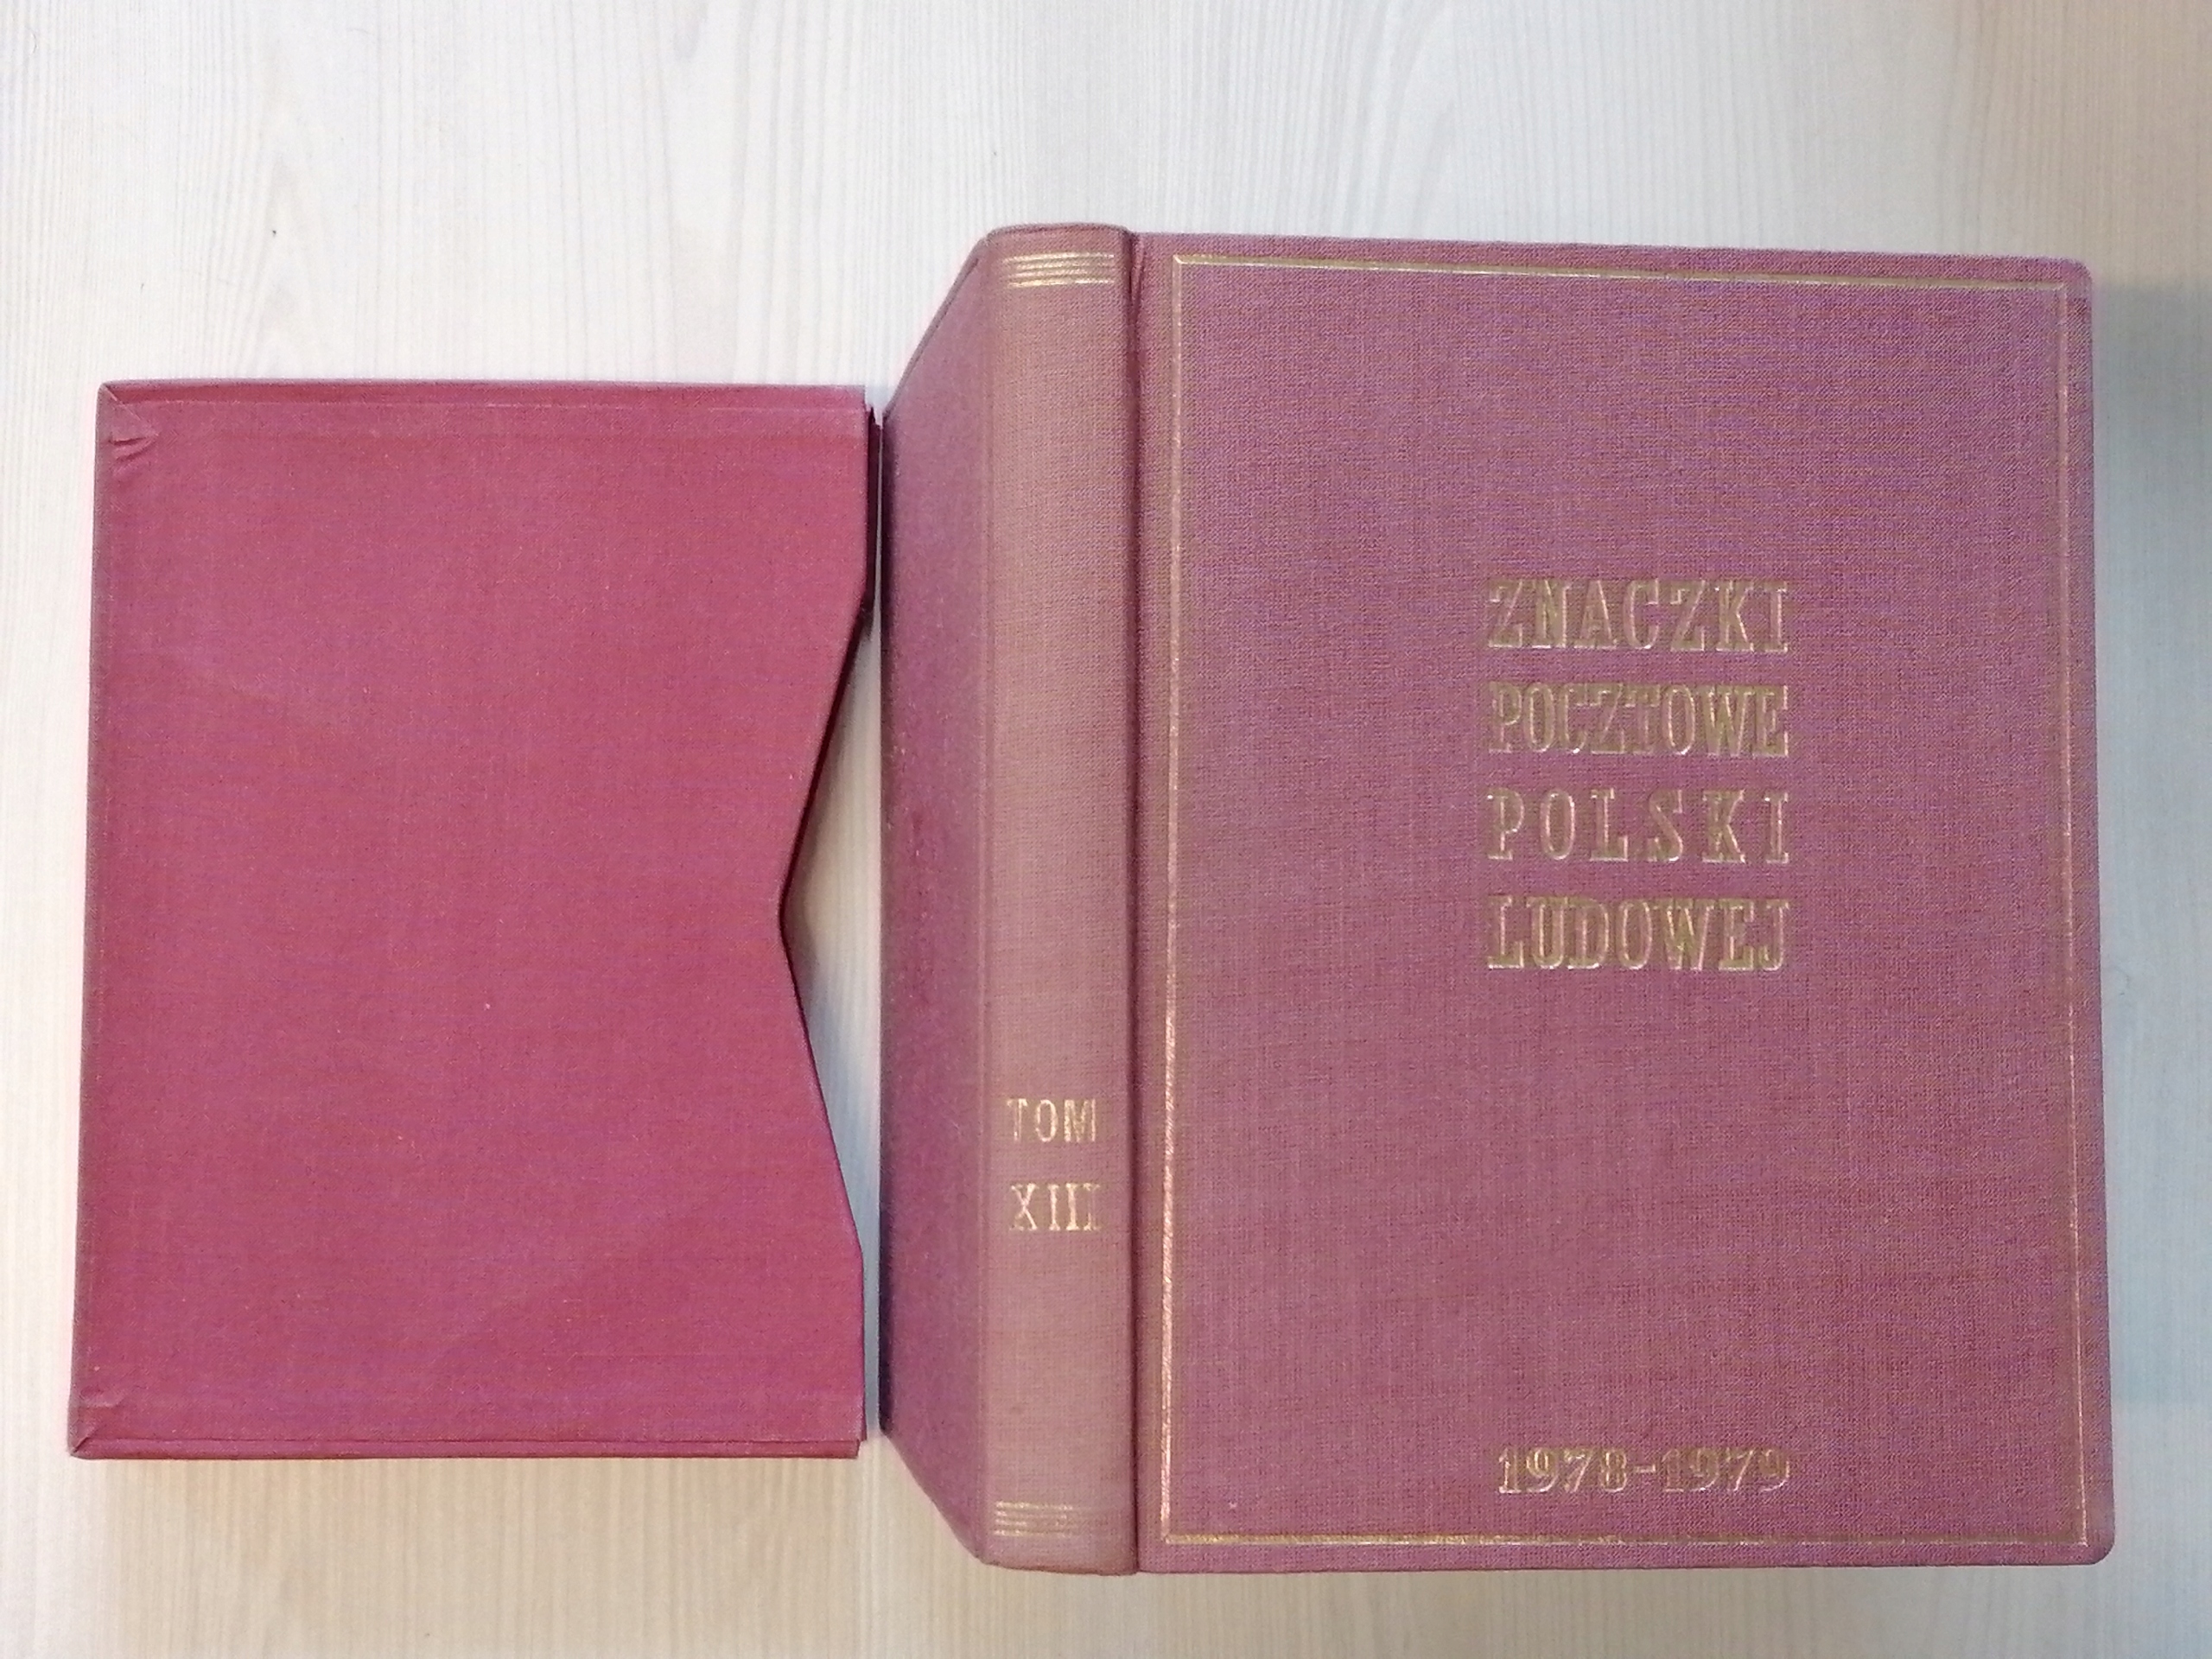 TOM
XIII
ZNACZKI
POCZTOWE
POLSKI
LUDOWEJ
1978-1979